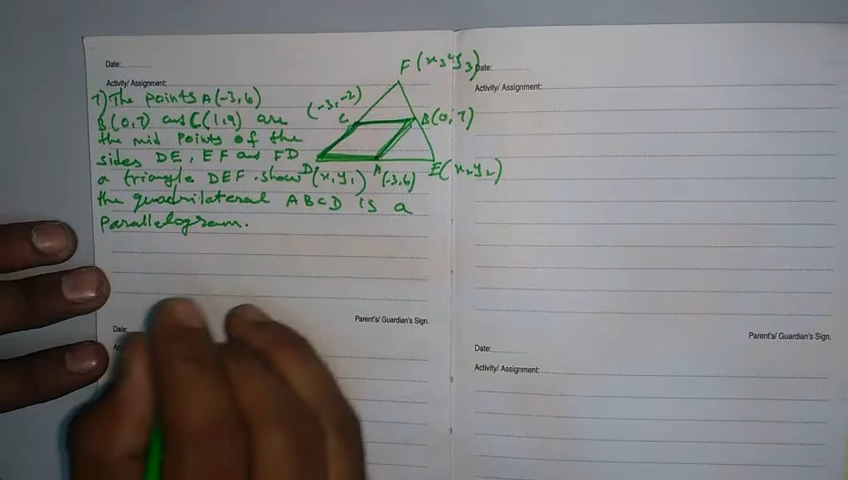 Date:
Activity/ Assignment:
7) The points A(-3,6)
B(0,7) and C(1,9) are
the mid points of the
sides DE, EF and FD
a triangle DEF. show
the quadrilateral ABCD is a
parallelogram.
F(x3 y3)
(-3,-2)
C
B(0,7)
D(x, y1)
A(-3,6)
E(x2 y2)
Parent's/ Guardian's Sign.
Date:
Date:
Activity/ Assignment:
Parent's/ Guardian's Sign.
Date:
Activity/ Assignment: